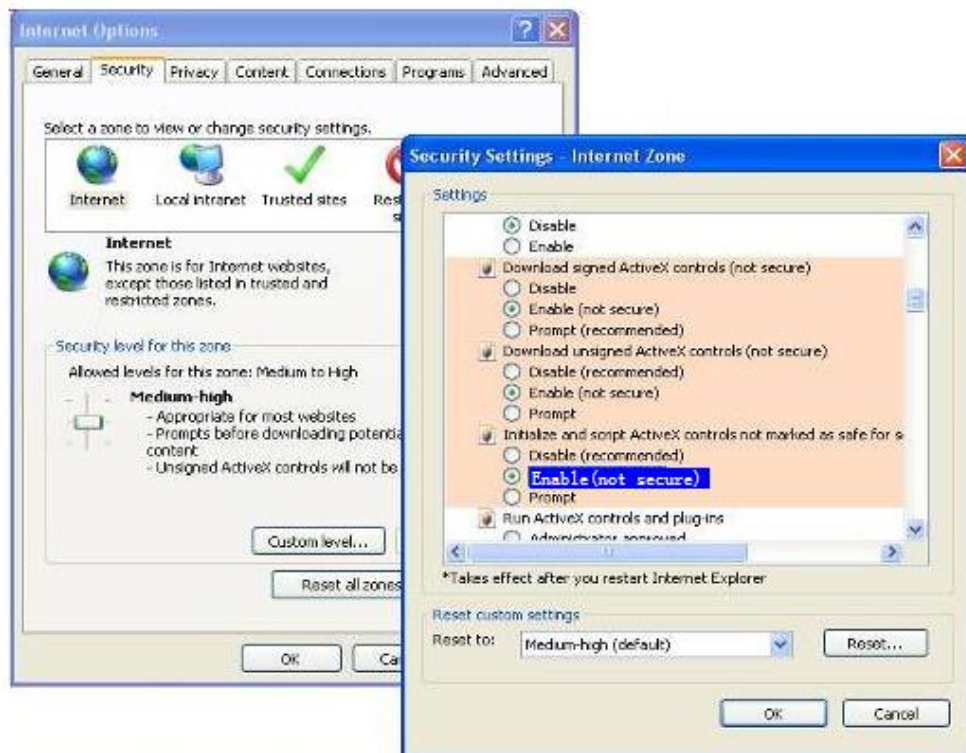 Internet Options
General Security Privacy Content Connections Programs Advanced
Select a zone to view or change security settings.
Internet Local intranet Trusted sites
Internet
This zone is for Internet websites,
except those listed in trusted and
restricted zones.
Security level for this zone
Allowed levels for this zone: Medium to High
Medium-high
- Appropriate for most websites
- Prompts before downloading
content
- Unsigned ActiveX controls will not be
Custom level...
Reset all zones
OK
Security Settings - Internet Zone
Settings
Disable
Enable
Download signed ActiveX controls (not secure)
Disable
Enable (not secure)
Prompt (recommended)
Download unsigned ActiveX controls (not secure)
Disable (recommended)
Enable (not secure)
Prompt
Initialize and script ActiveX controls not marked as safe for
Disable (recommended)
Enable(not secure)
Prompt
Run ActiveX controls and plug-ins
Administrator approved
*Takes effect after you restart Internet Explorer
Reset custom settings
Reset to: Medium-high (default) Reset...
OK Cancel